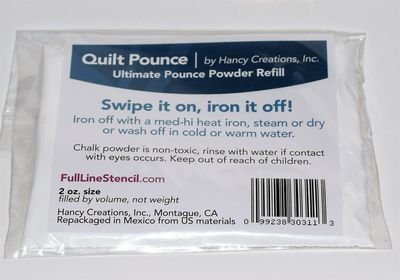 Quilt Pounce | by Hancy Creations, Inc.
Ultimate Pounce Powder Refill
Swipe it on, iron it off!
Iron off with a med-hi heat iron, steam or dry
or wash off in cold or warm water.
Chalk powder is non-toxic, rinse with water if contact
with eyes occurs. Keep out of reach of children.
FullLineStencil.com
2 oz. size
filled by volume, not weight
Hancy Creations, Inc., Montague, CA
Repackaged in Mexico from US materials
0 99238 30311 3